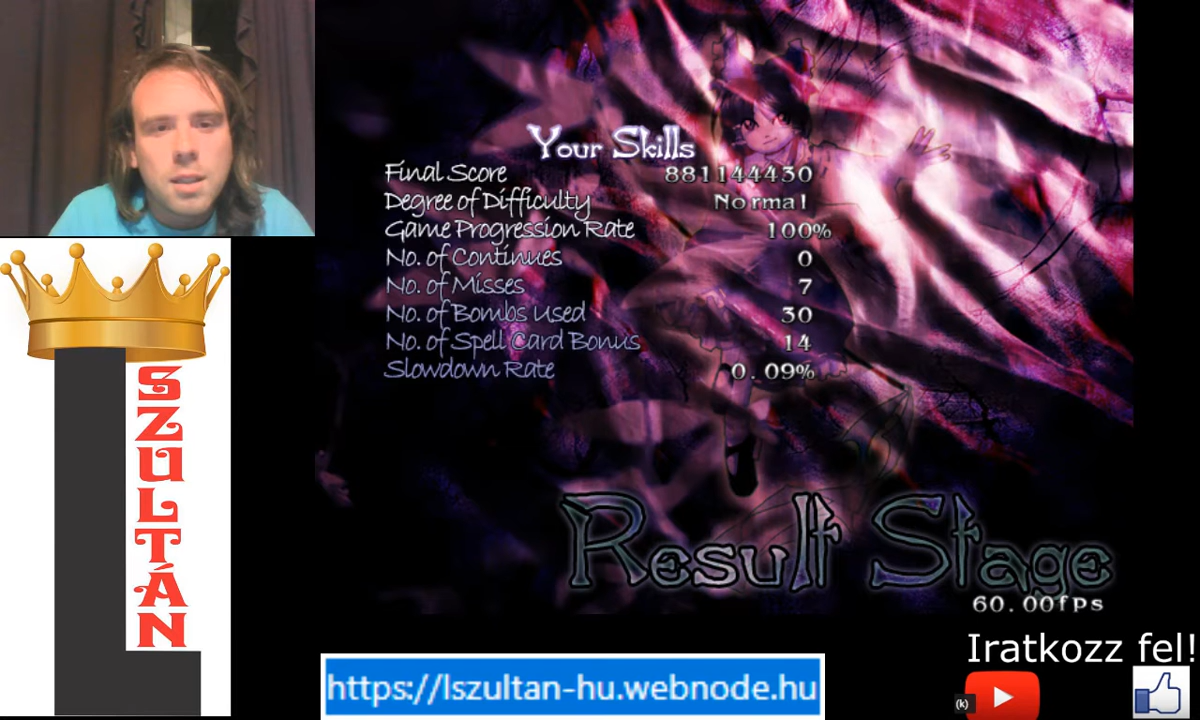 Your Skills
Final Score 881144430
Degree of Difficulty Normal
Game Progression Rate 100%
No. of Continues 0
No. of Misses 7
No. of Bombs Used 30
No. of Spell Card Bonus 14
Slowdown Rate 0.09%
Result Stage
60.00fps
L SZULTÁN
Iratkozz fel!
https://lszultan-hu.webnode.hu
(k)